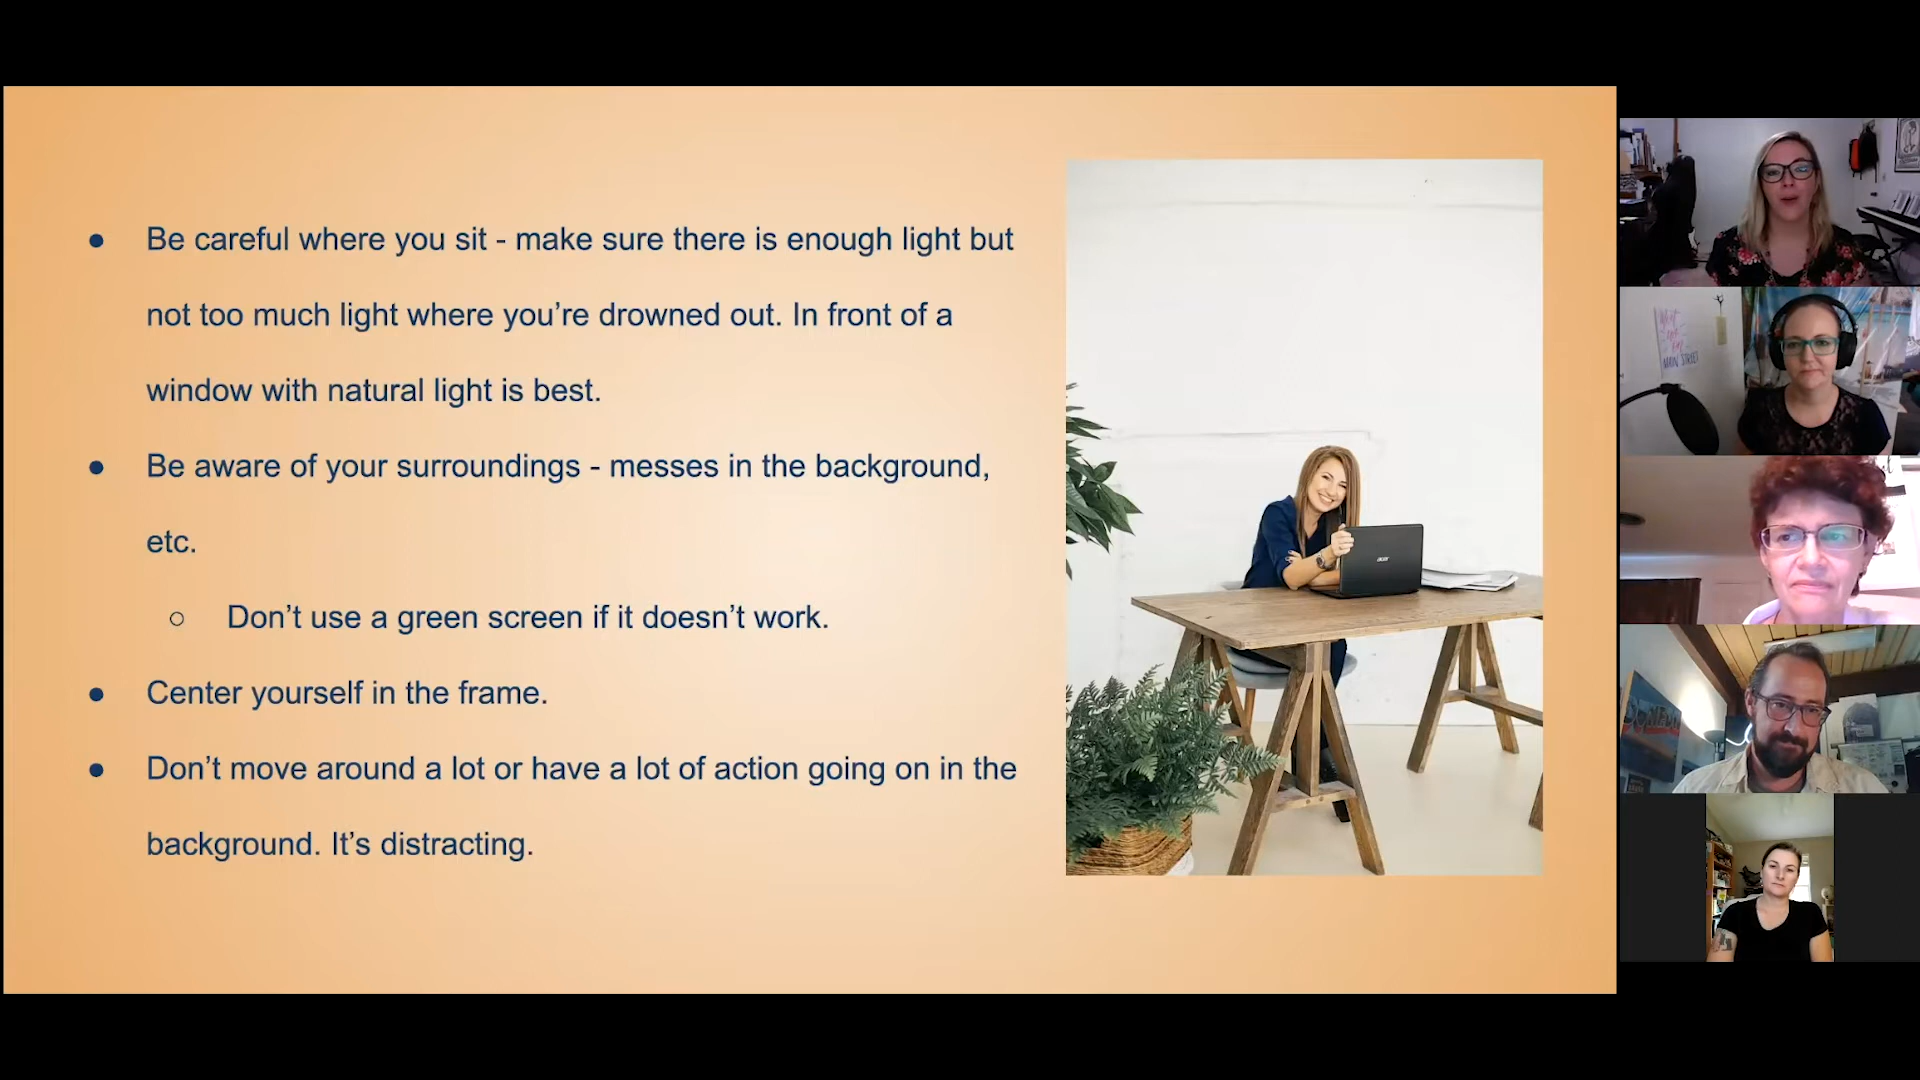 ● Be careful where you sit - make sure there is enough light but
not too much light where you’re drowned out. In front of a
window with natural light is best.
● Be aware of your surroundings - messes in the background,
etc.
○ Don’t use a green screen if it doesn’t work.
● Center yourself in the frame.
● Don’t move around a lot or have a lot of action going on in the
background. It’s distracting.
acer
MAIN STREET